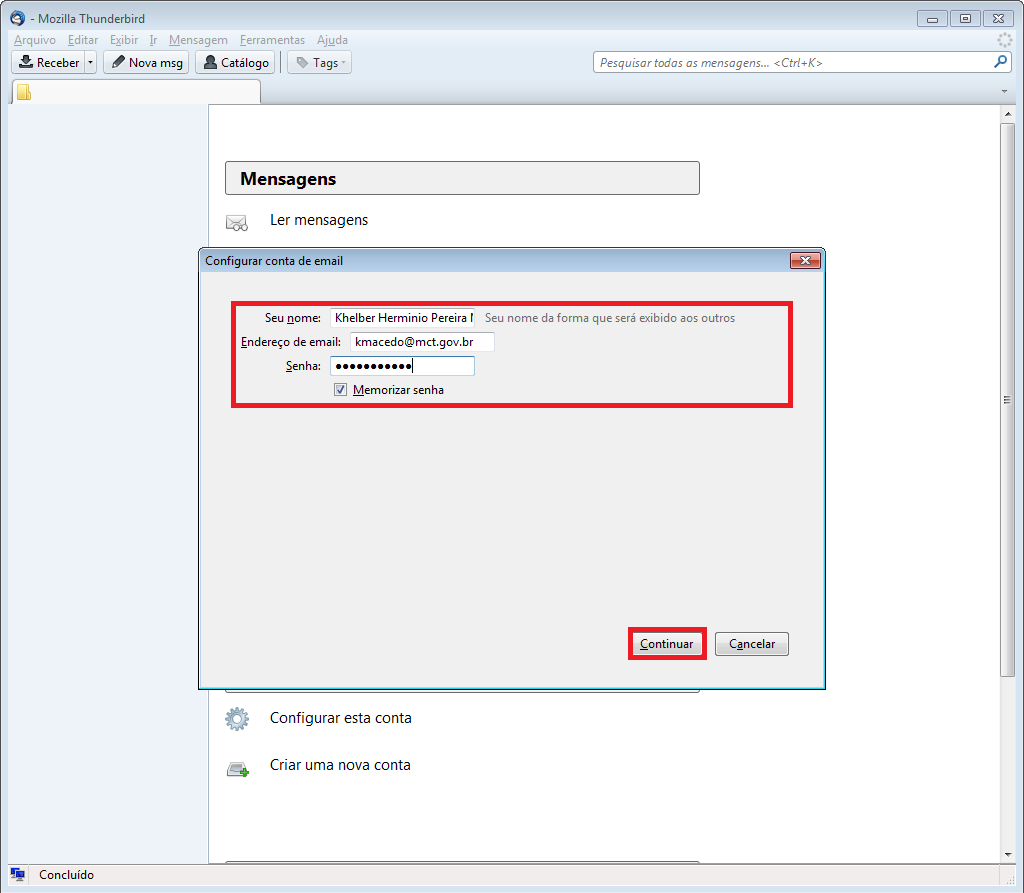 - Mozilla Thunderbird
Arquivo Editar Exibir Ir Mensagem Ferramentas Ajuda
Receber Nova msg Catálogo Tags Pesquisar todas as mensagens... <Ctrl+K>
Mensagens
Ler mensagens
Configurar conta de email
Seu nome: Khelber Herminio Pereira Seu nome da forma que será exibido aos outros
Endereço de email: kmacedo@mct.gov.br
Senha: ●●●●●●●●●●●
Memorizar senha
Continuar Cancelar
Configurar esta conta
Criar uma nova conta
Concluído